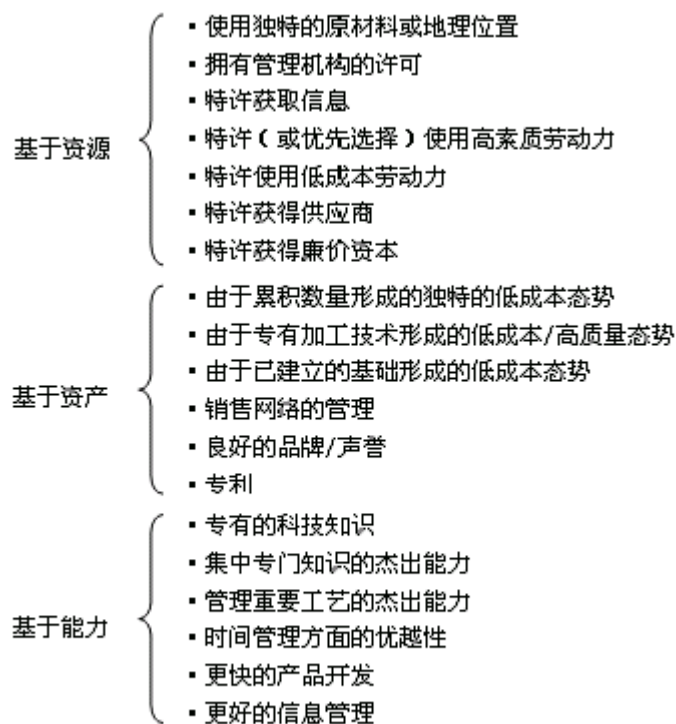 ▪使用独特的原材料或地理位置
▪拥有管理机构的许可
▪特许获取信息
基于资源
▪特许（或优先选择）使用高素质劳动力
▪特许使用低成本劳动力
▪特许获得供应商
▪特许获得廉价资本
▪由于累积数量形成的独特的低成本态势
▪由于专有加工技术形成的低成本/高质量态势
▪由于已建立的基础形成的低成本态势
基于资产
▪销售网络的管理
▪良好的品牌/声誉
▪专利
▪专有的科技知识
▪集中专门知识的杰出能力
▪管理重要工艺的杰出能力
基于能力
▪时间管理方面的优越性
▪更快的产品开发
▪更好的信息管理